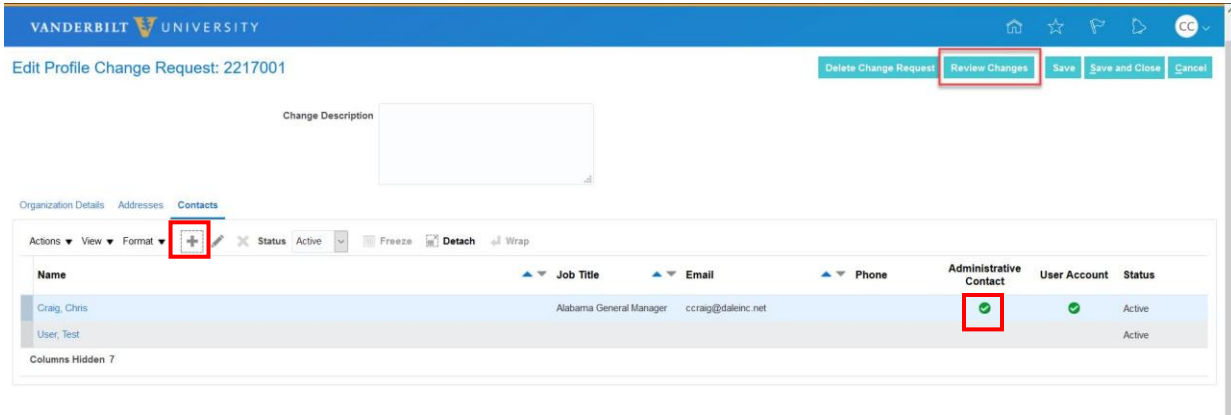 VANDERBILT UNIVERSITY CC
Edit Profile Change Request: 2217001 Delete Change Request Review Changes Save Save and Close Cancel
Change Description
Organization Details Addresses Contacts
Actions View Format Status Active Freeze Detach Wrap
Name Job Title Email Phone Administrative Contact User Account Status
Craig, Chris Alabama General Manager ccraig@daleinc.net Active
User, Test Active
Columns Hidden 7